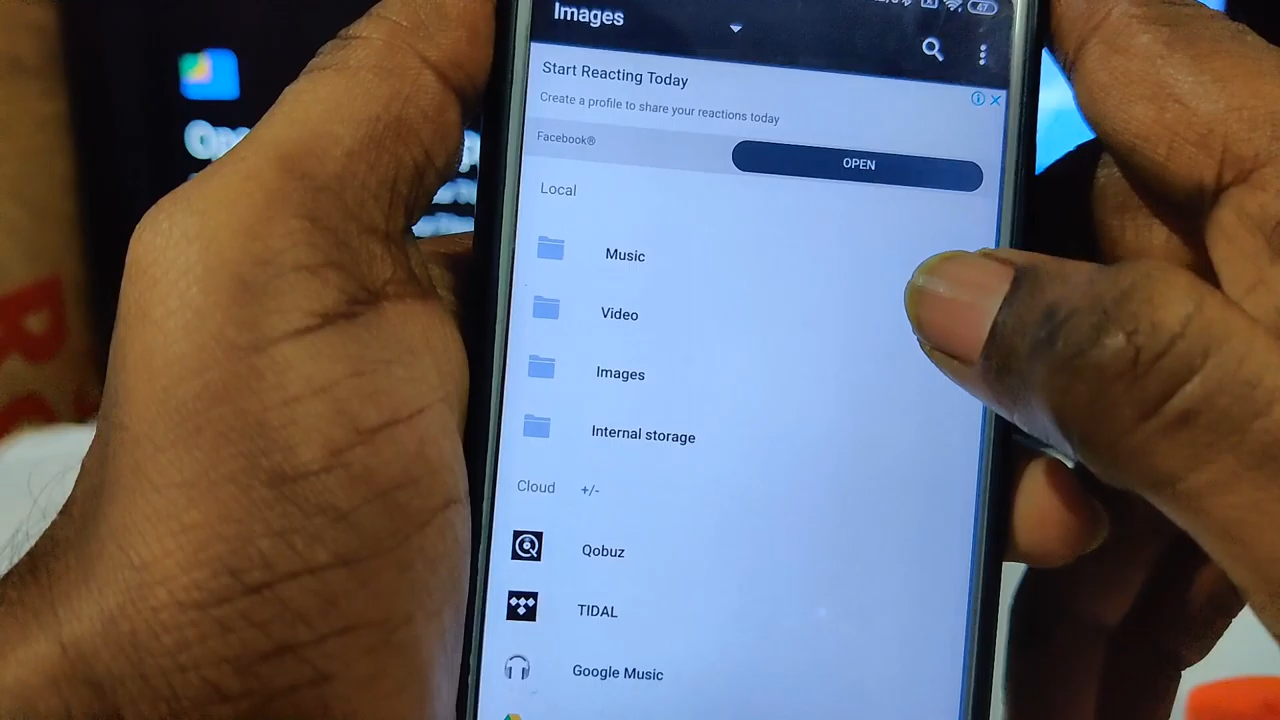 47
Images
Start Reacting Today
Create a profile to share your reactions today
Facebook®
OPEN
Local
Music
Video
Images
Internal storage
Cloud +/-
Qobuz
TIDAL
Google Music